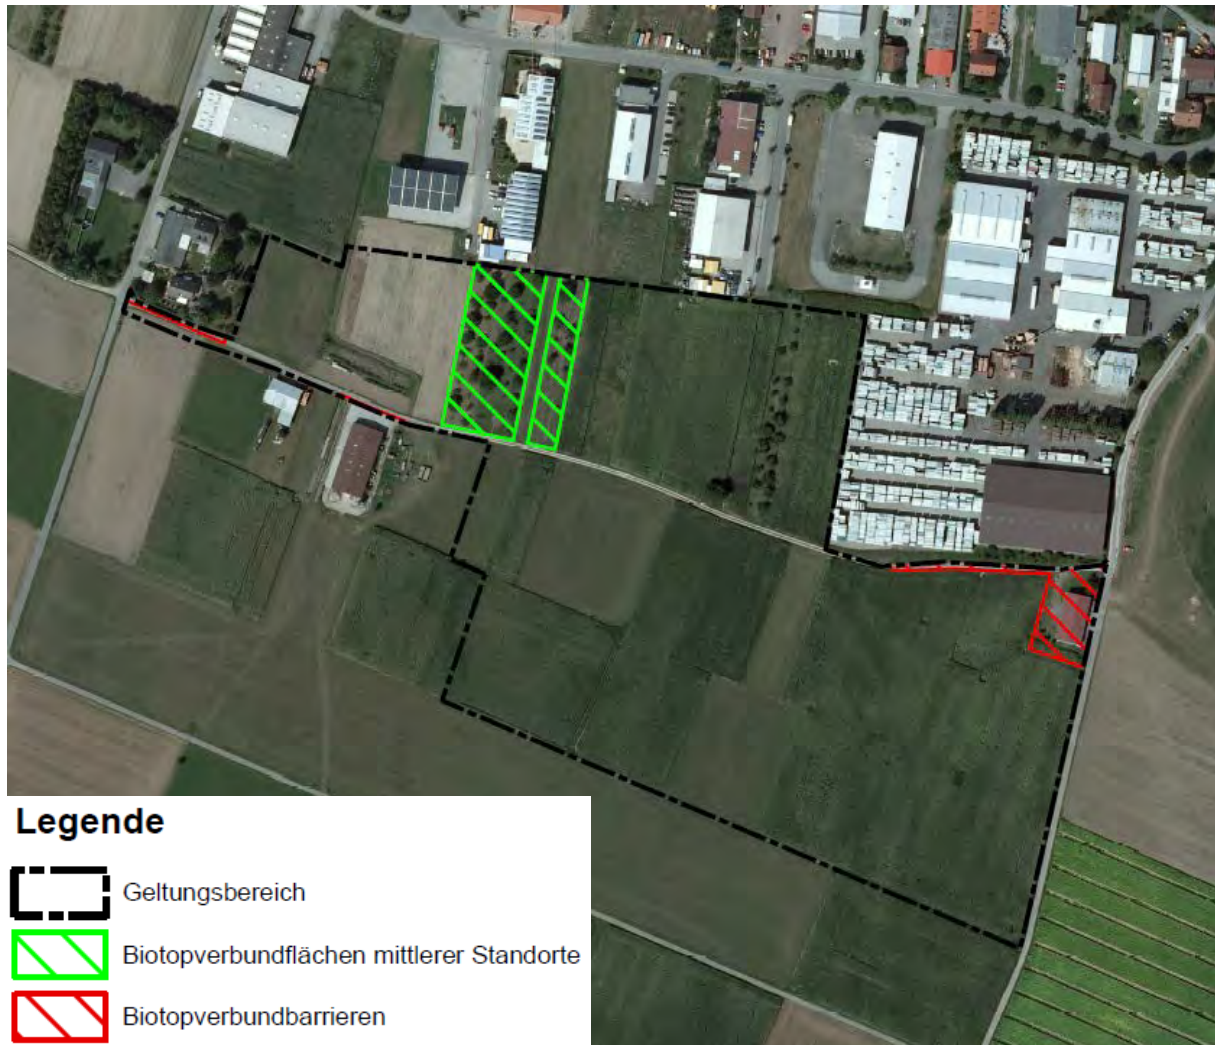 Legende
Geltungsbereich
Biotopverbundflächen mittlerer Standorte
Biotopverbundbarrieren